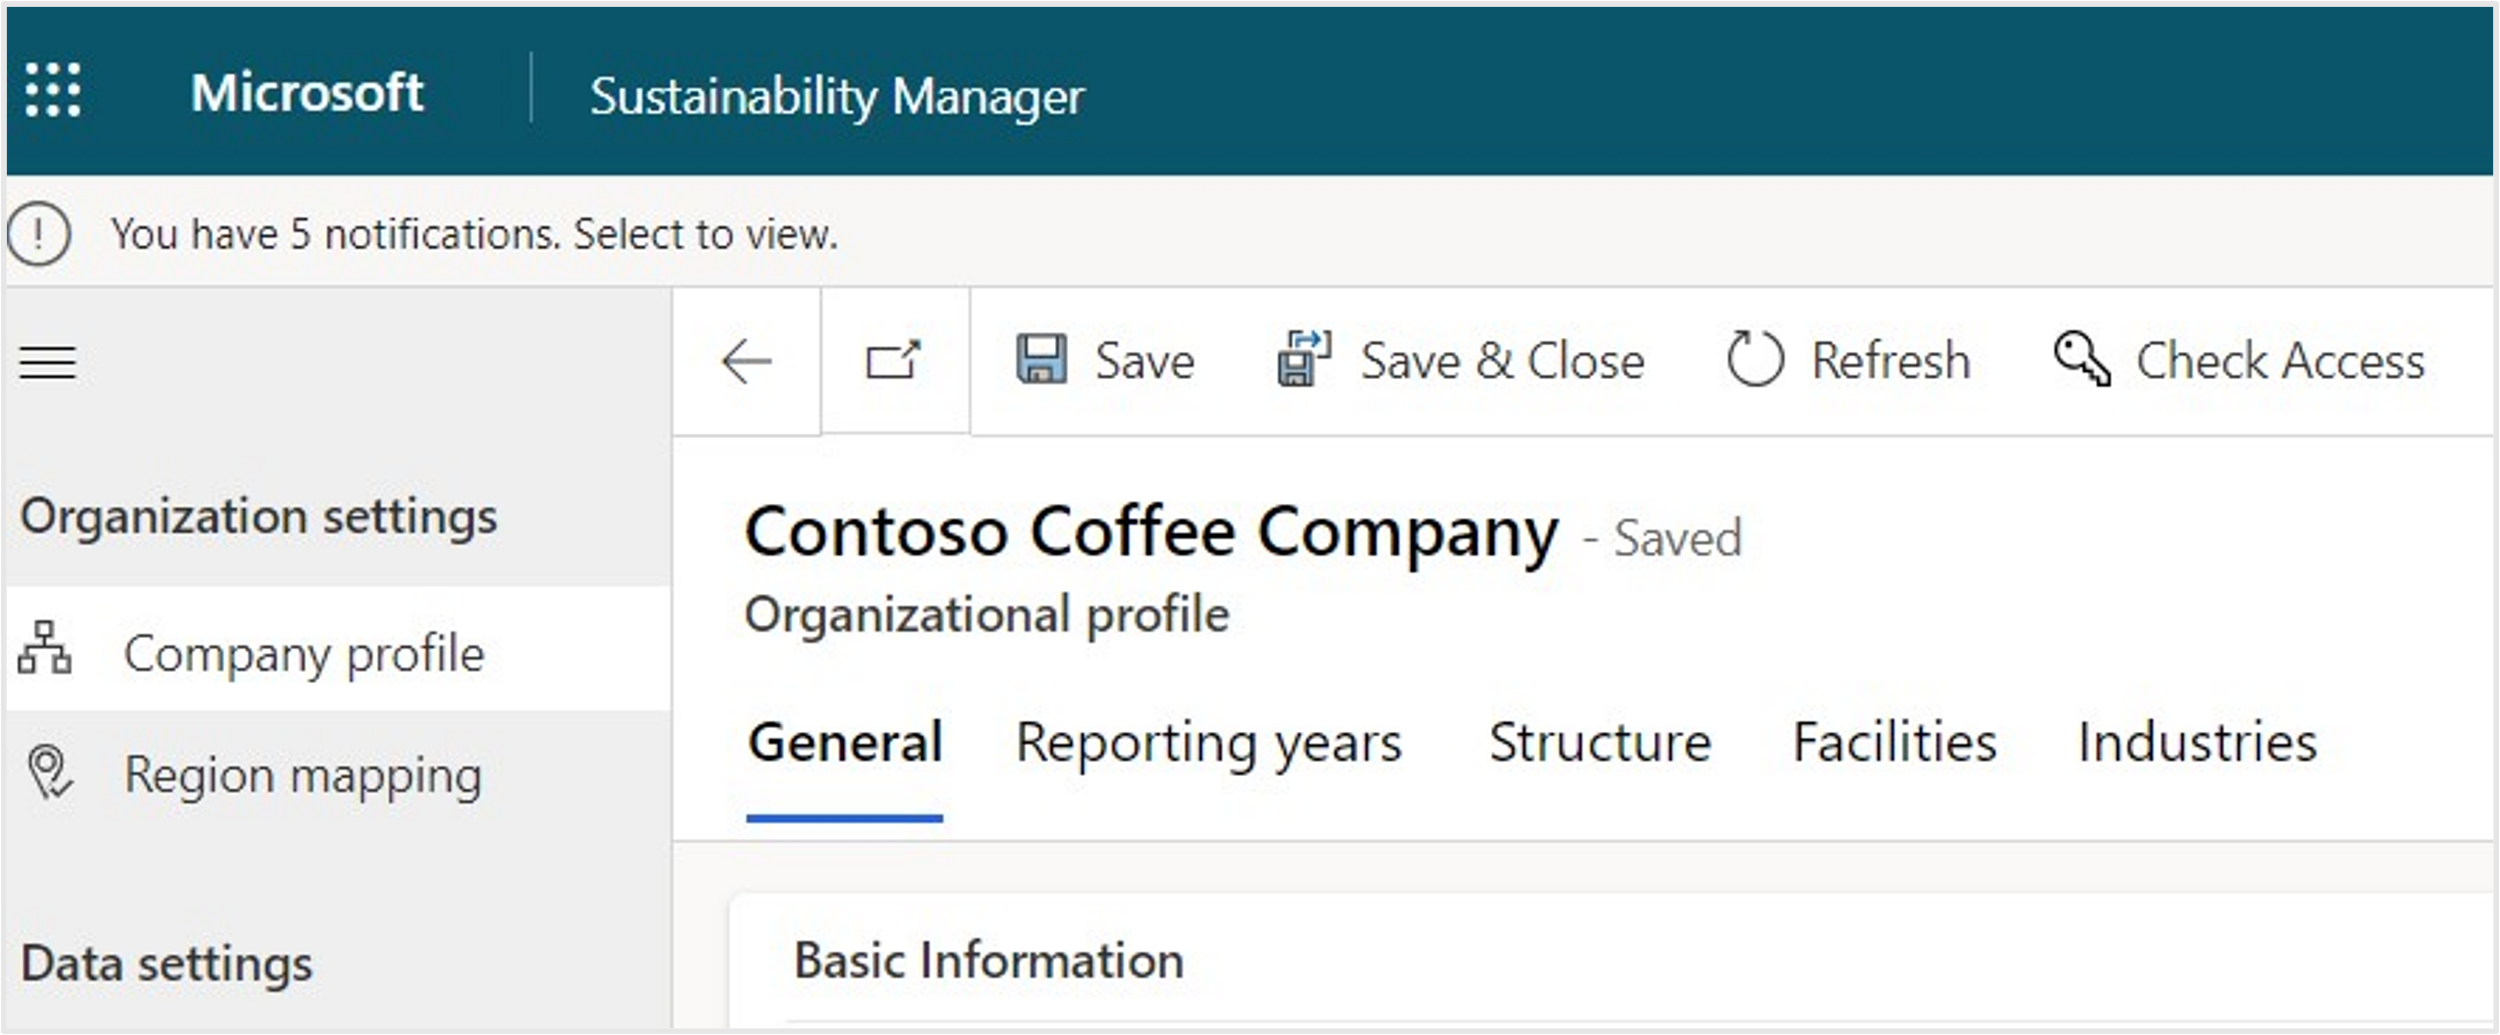 Microsoft Sustainability Manager
You have 5 notifications. Select to view.
Save Save & Close Refresh Check Access
Organization settings
Company profile
Region mapping
Data settings
Contoso Coffee Company - Saved
Organizational profile
General Reporting years Structure Facilities Industries
Basic Information